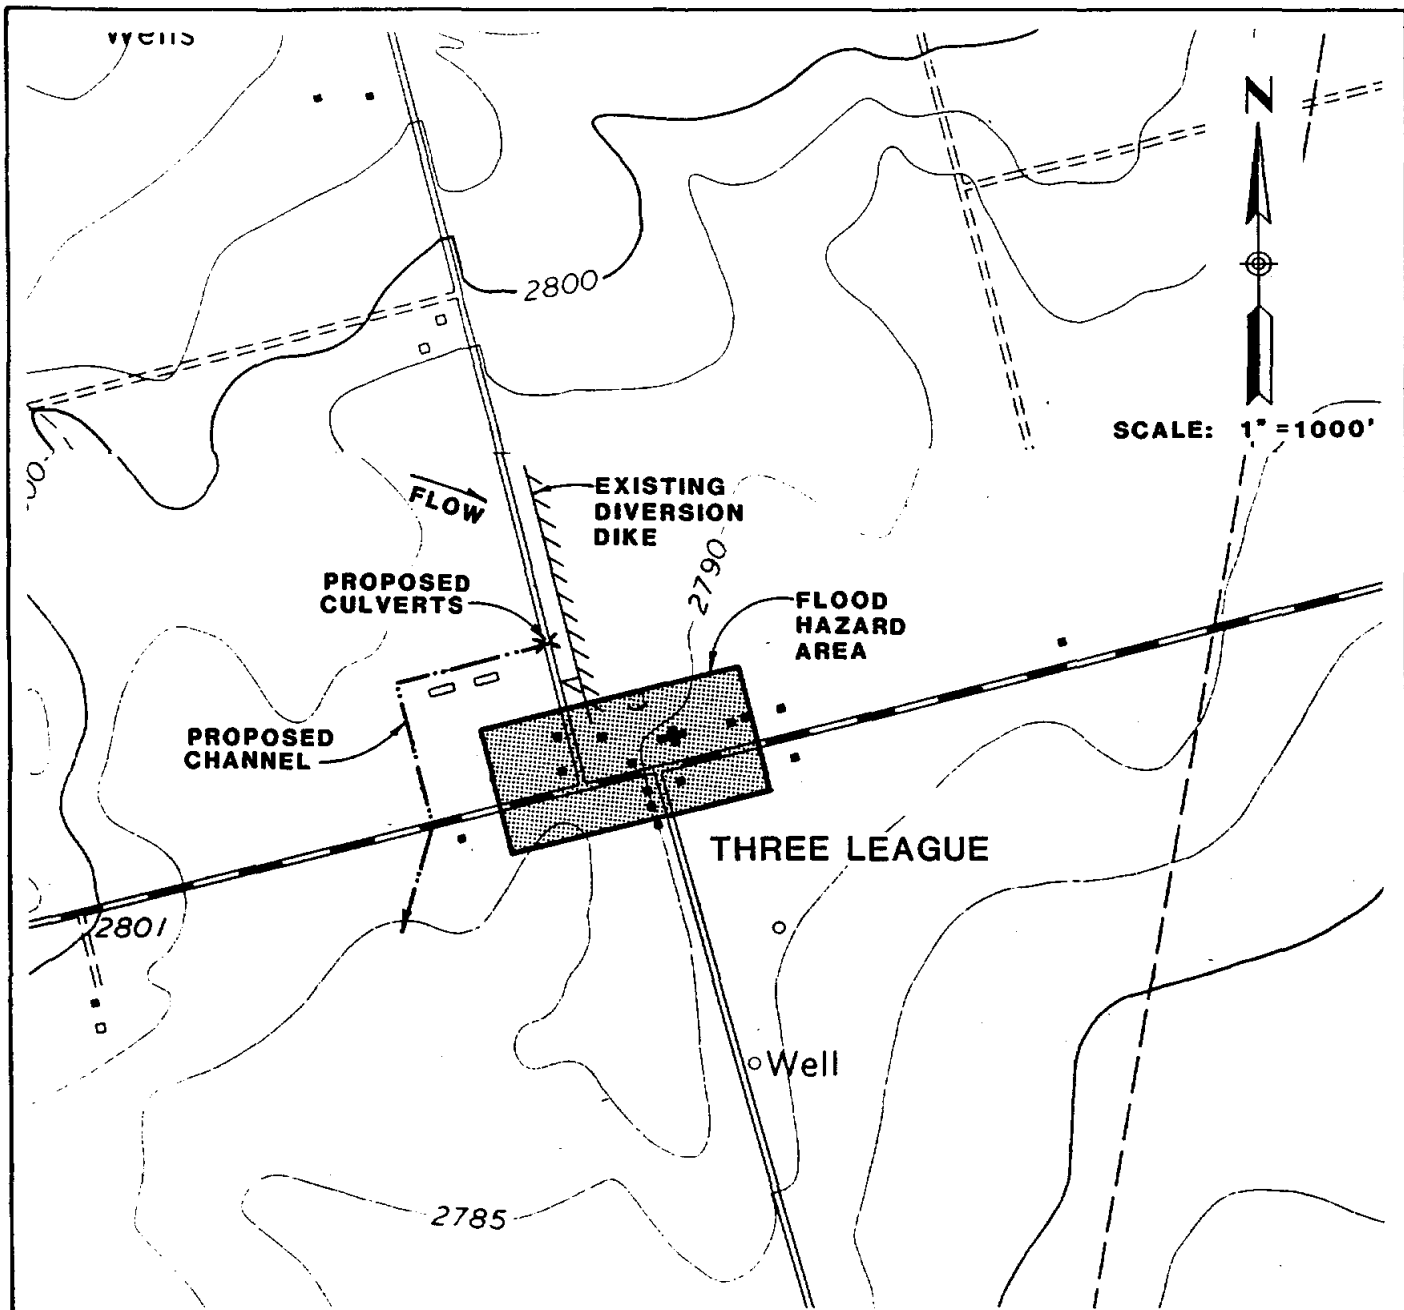 Wells
N
2800
SCALE: 1" =1000'
00
FLOW
EXISTING
DIVERSION
DIKE
2790
PROPOSED
CULVERTS
FLOOD
HAZARD
AREA
PROPOSED
CHANNEL
THREE LEAGUE
2801
Well
2785